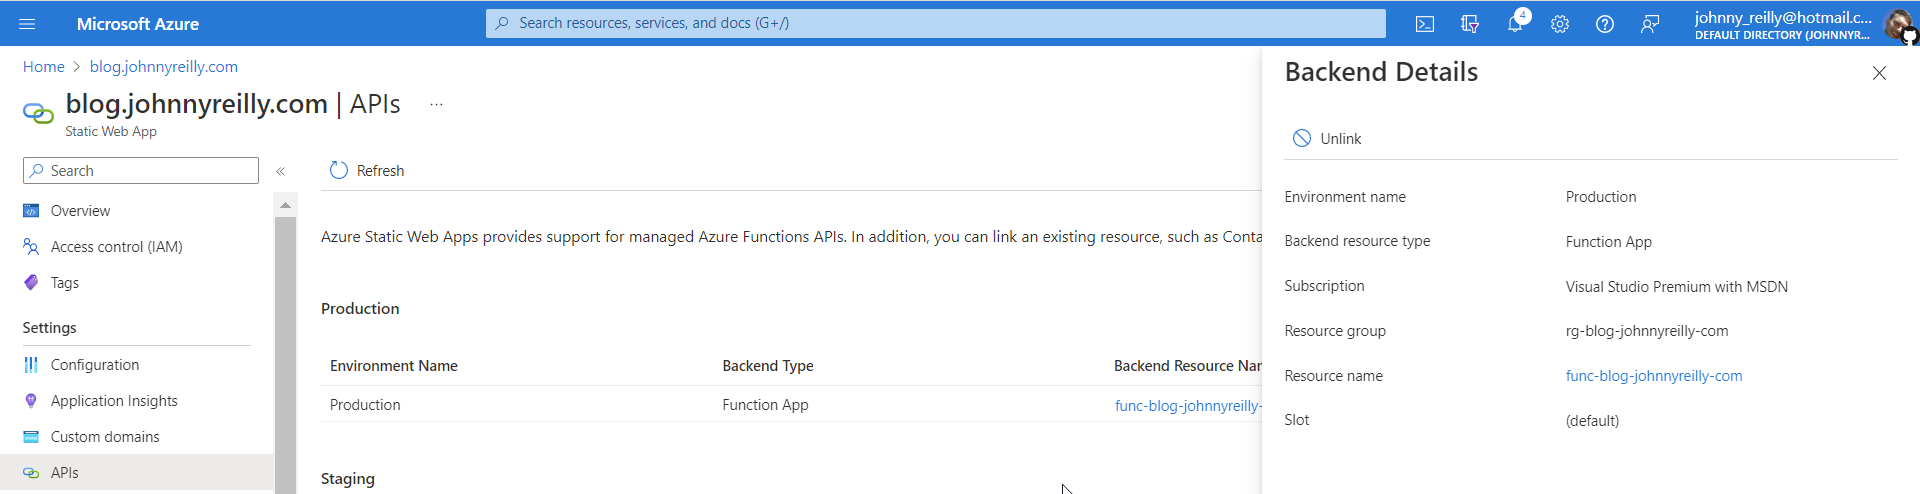 Microsoft Azure
Search resources, services, and docs (G+/)
4
johnny_reilly@hotmail.c...
DEFAULT DIRECTORY (JOHNNYR...
Home > blog.johnnyreilly.com
blog.johnnyreilly.com | APIs ...
Static Web App
Search «
Overview
Access control (IAM)
Tags
Settings
Configuration
Application Insights
Custom domains
APIs
Refresh
Azure Static Web Apps provides support for managed Azure Functions APIs. In addition, you can link an existing resource, such as Conta
Production
Environment Name Backend Type Backend Resource Nar
Production Function App func-blog-johnnyreilly-
Staging
Backend Details
Unlink
Environment name Production
Backend resource type Function App
Subscription Visual Studio Premium with MSDN
Resource group rg-blog-johnnyreilly-com
Resource name func-blog-johnnyreilly-com
Slot (default)